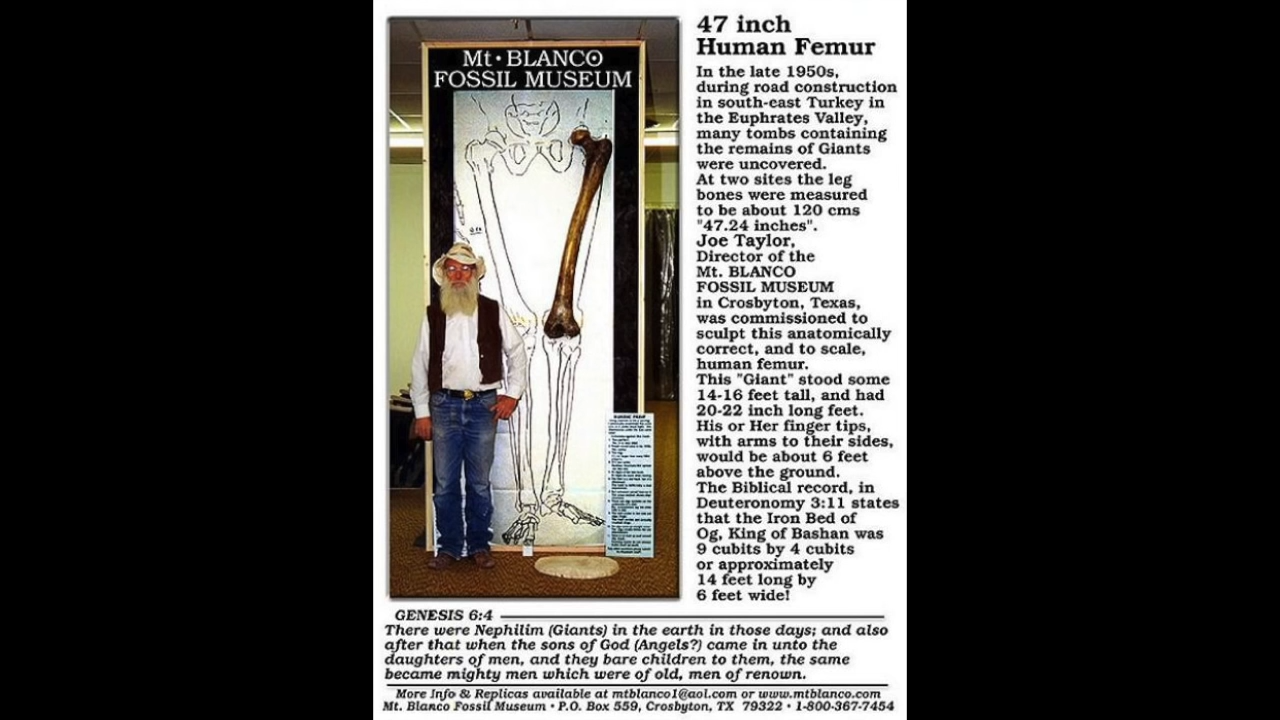 Mt • BLANCO
FOSSIL MUSEUM
47 inch
Human Femur
In the late 1950s,
during road construction
in south-east Turkey in
the Euphrates Valley,
many tombs containing
the remains of Giants
were uncovered.
At two sites the leg
bones were measured
to be about 120 cms
"47.24 inches".
Joe Taylor,
Director of the
Mt. BLANCO
FOSSIL MUSEUM
in Crosbyton, Texas,
was commissioned to
sculpt this anatomically
correct, and to scale,
human femur.
This "Giant" stood some
14-16 feet tall, and had
20-22 inch long feet.
His or Her finger tips,
with arms to their sides,
would be about 6 feet
above the ground.
The Biblical record, in
Deuteronomy 3:11 states
that the Iron Bed of
Og, King of Bashan was
9 cubits by 4 cubits
or approximately
14 feet long by
6 feet wide!
GENESIS 6:4
There were Nephilim (Giants) in the earth in those days; and also
after that when the sons of God (Angels?) came in unto the
daughters of men, and they bare children to them, the same
became mighty men which were of old, men of renown.
More Info & Replicas available at mtblanco1@aol.com or www.mtblanco.com
Mt. Blanco Fossil Museum • P.O. Box 559, Crosbyton, TX 79322 • 1-800-367-7454